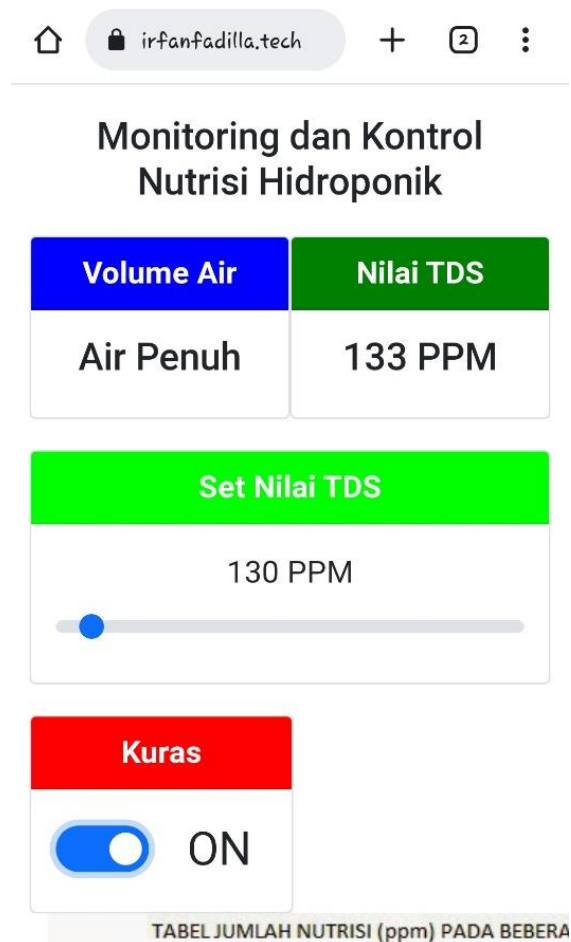 irfanfadilla.tech
2
Monitoring dan Kontrol
Nutrisi Hidroponik
Volume Air
Nilai TDS
Air Penuh
133 PPM
Set Nilai TDS
130 PPM
Kuras
ON
TABEL JUMLAH NUTRISI (ppm) PADA BEBERA